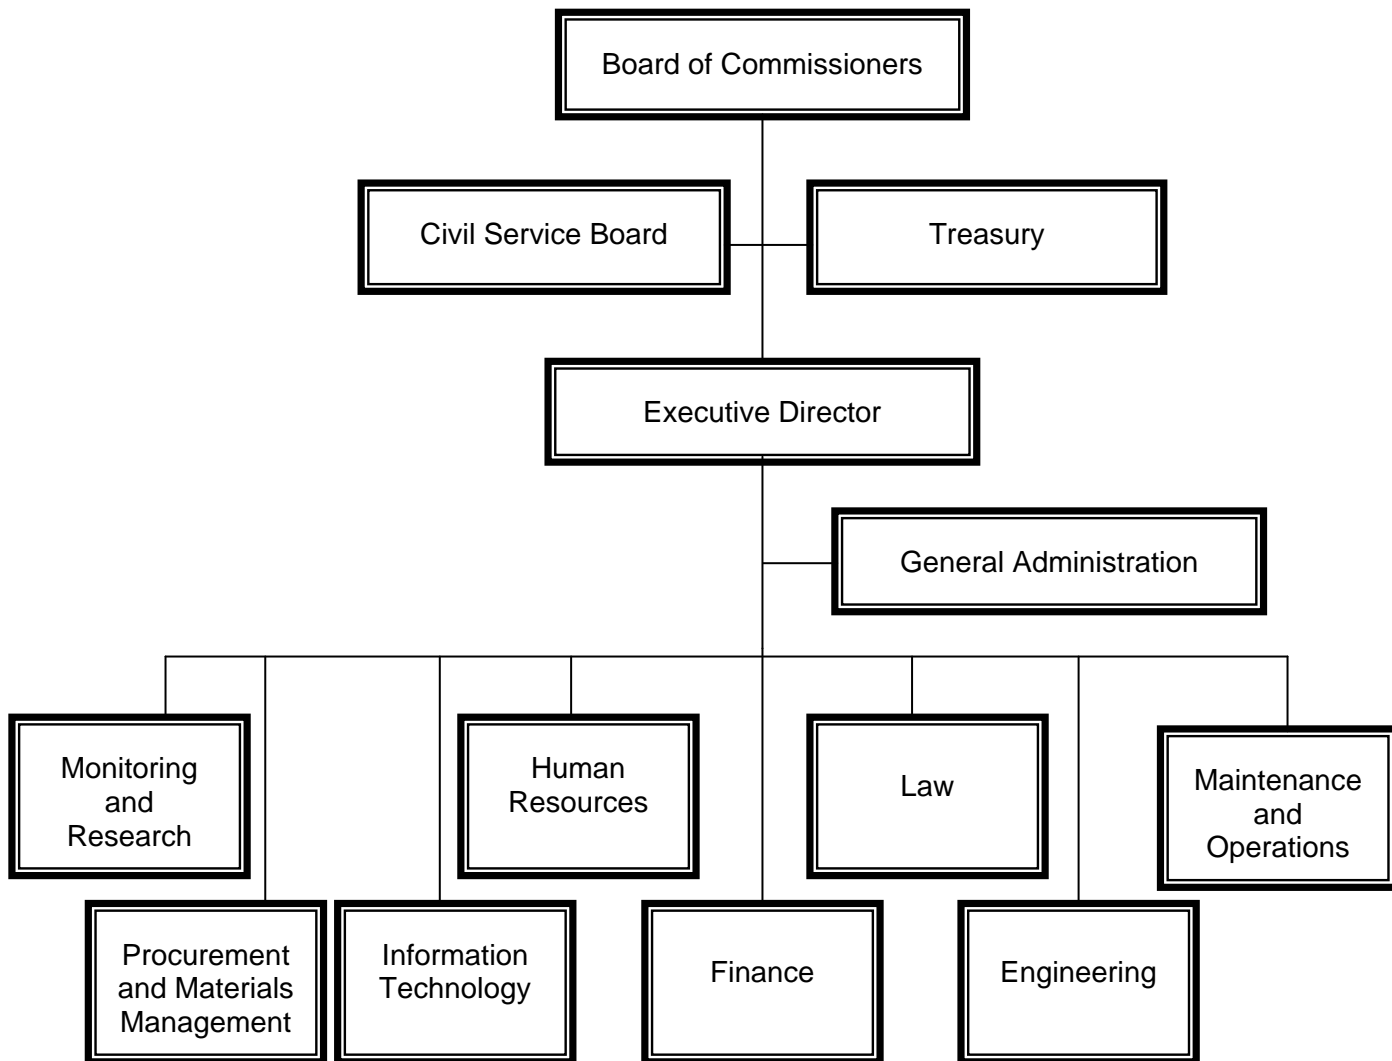 Board of Commissioners
Civil Service Board
Treasury
Executive Director
General Administration
Monitoring
and
Research
Human
Resources
Law
Maintenance
and
Operations
Procurement
and Materials
Management
Information
Technology
Finance
Engineering